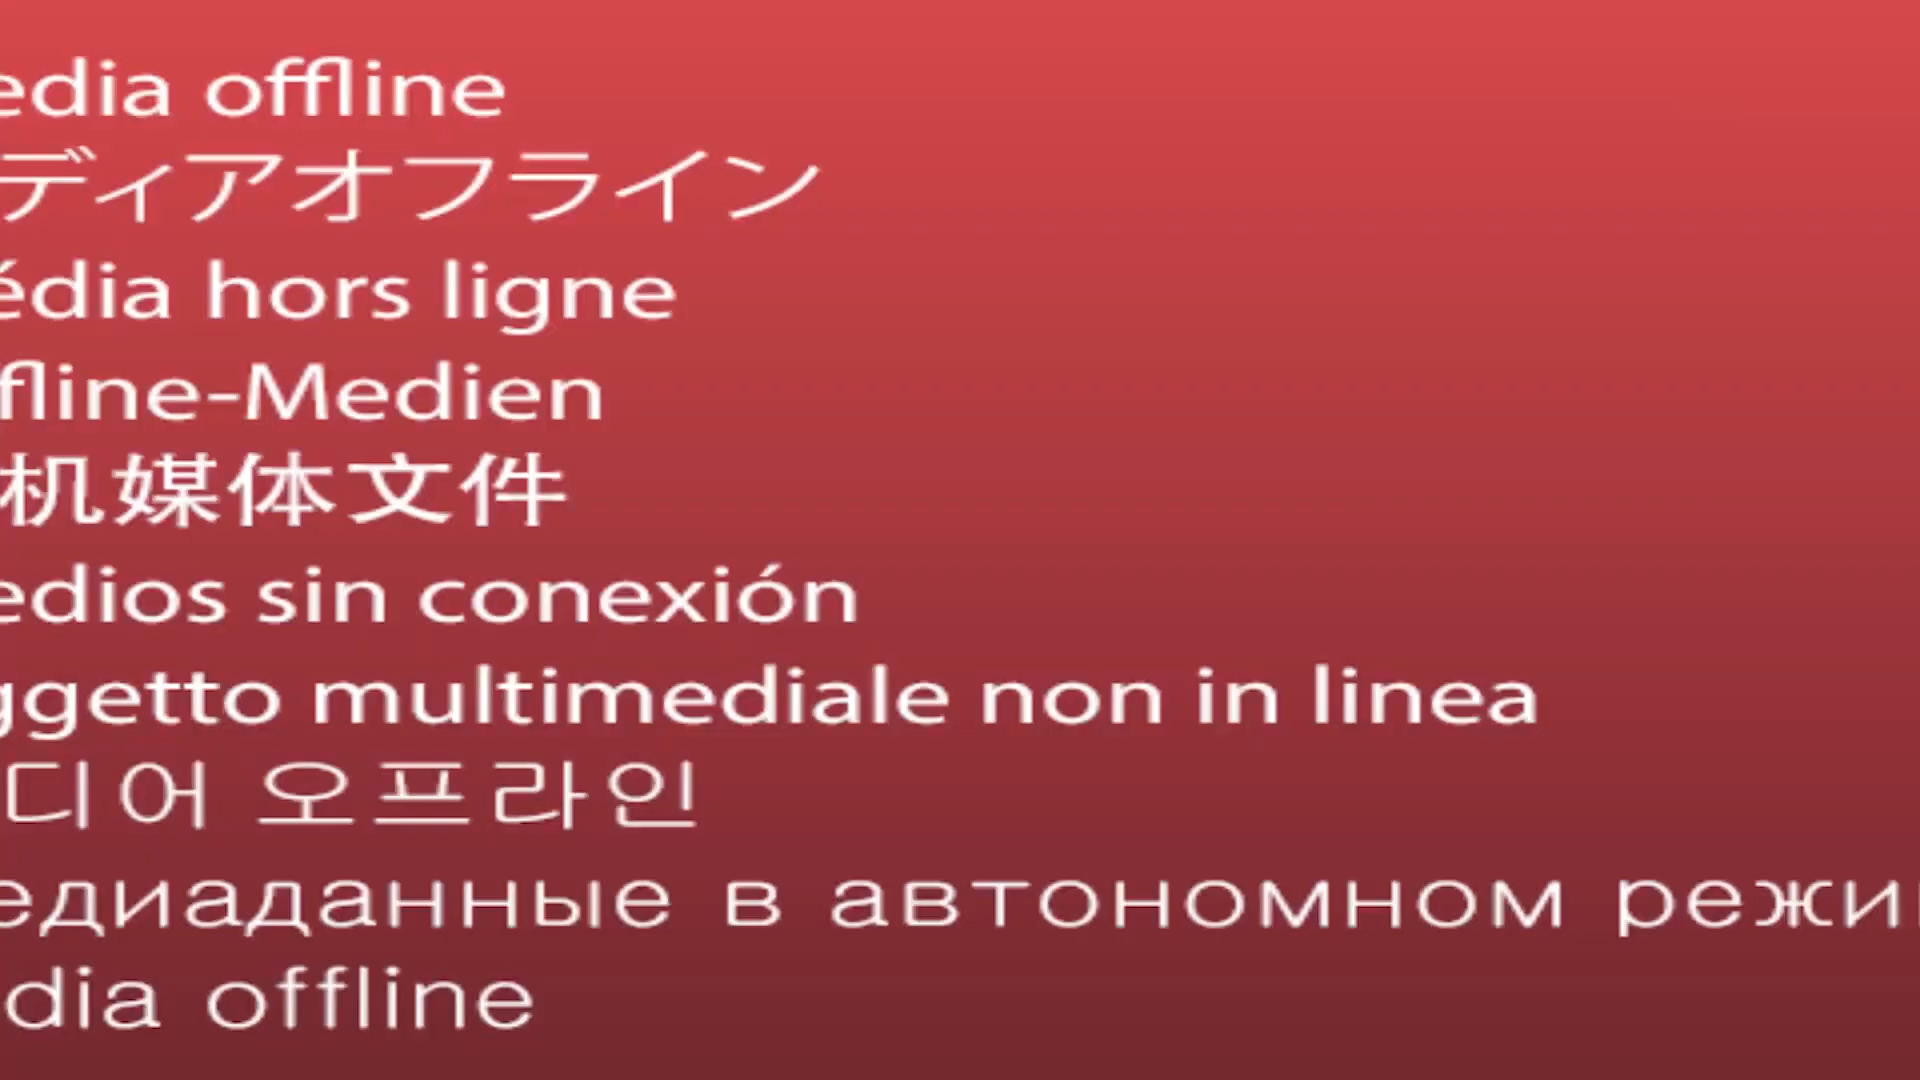 edia offline
ディアオフライン
édia hors ligne
fline-Medien
机媒体文件
edios sin conexión
ggetto multimediale non in linea
디어 오프라인
едиаданные в автономном режи
dia offline